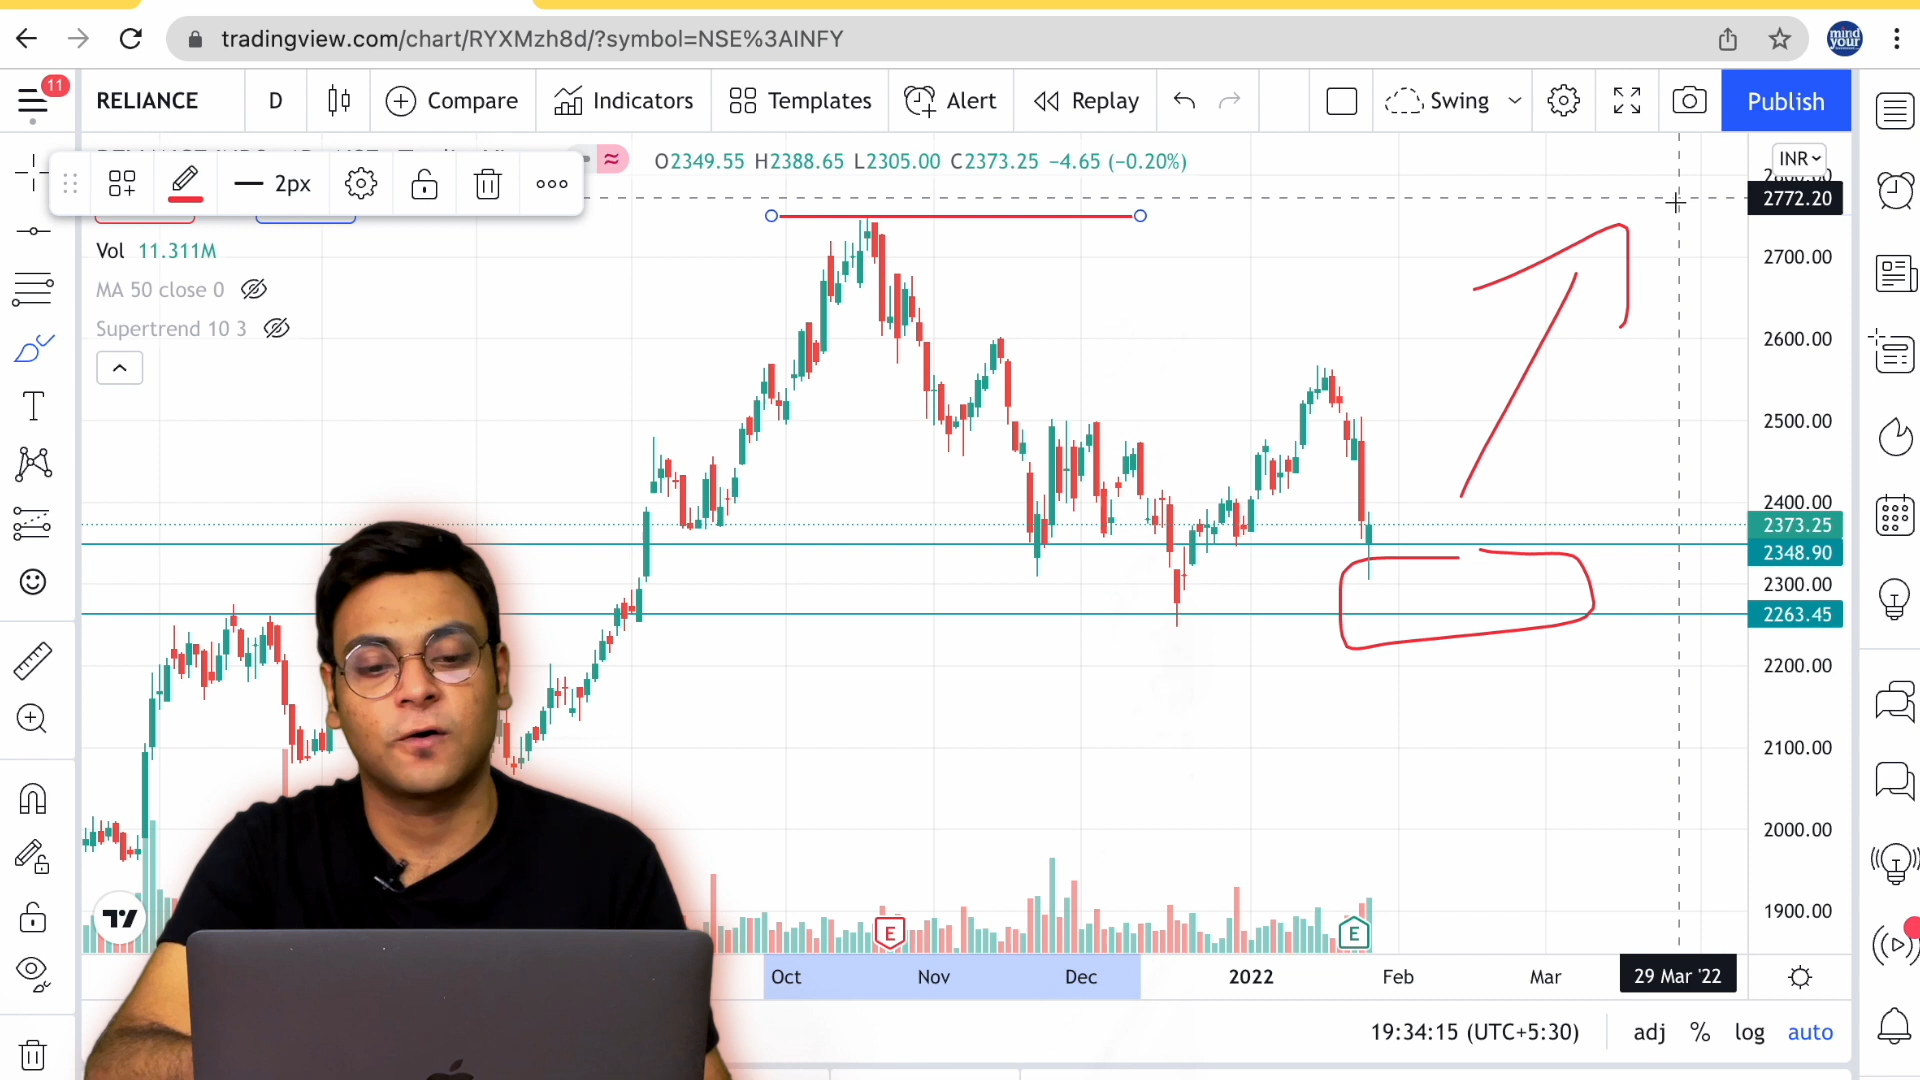 tradingview.com/chart/RYXMzh8d/?symbol=NSE%3AINFY
mind your
11
RELIANCE
D
Compare
Indicators
Templates
Alert
Replay
Swing
Publish
O2349.55 H2388.65 L2305.00 C2373.25 −4.65 (−0.20%)
INR
2px
2772.20
Vol 11.311M
2700.00
MA 50 close 0
Supertrend 10 3
2600.00
2500.00
2400.00
2373.25
2348.90
2300.00
2263.45
2200.00
2100.00
2000.00
1900.00
E
E
Oct
Nov
Dec
2022
Feb
Mar
29 Mar '22
19:34:15 (UTC+5:30)
adj
%
log
auto